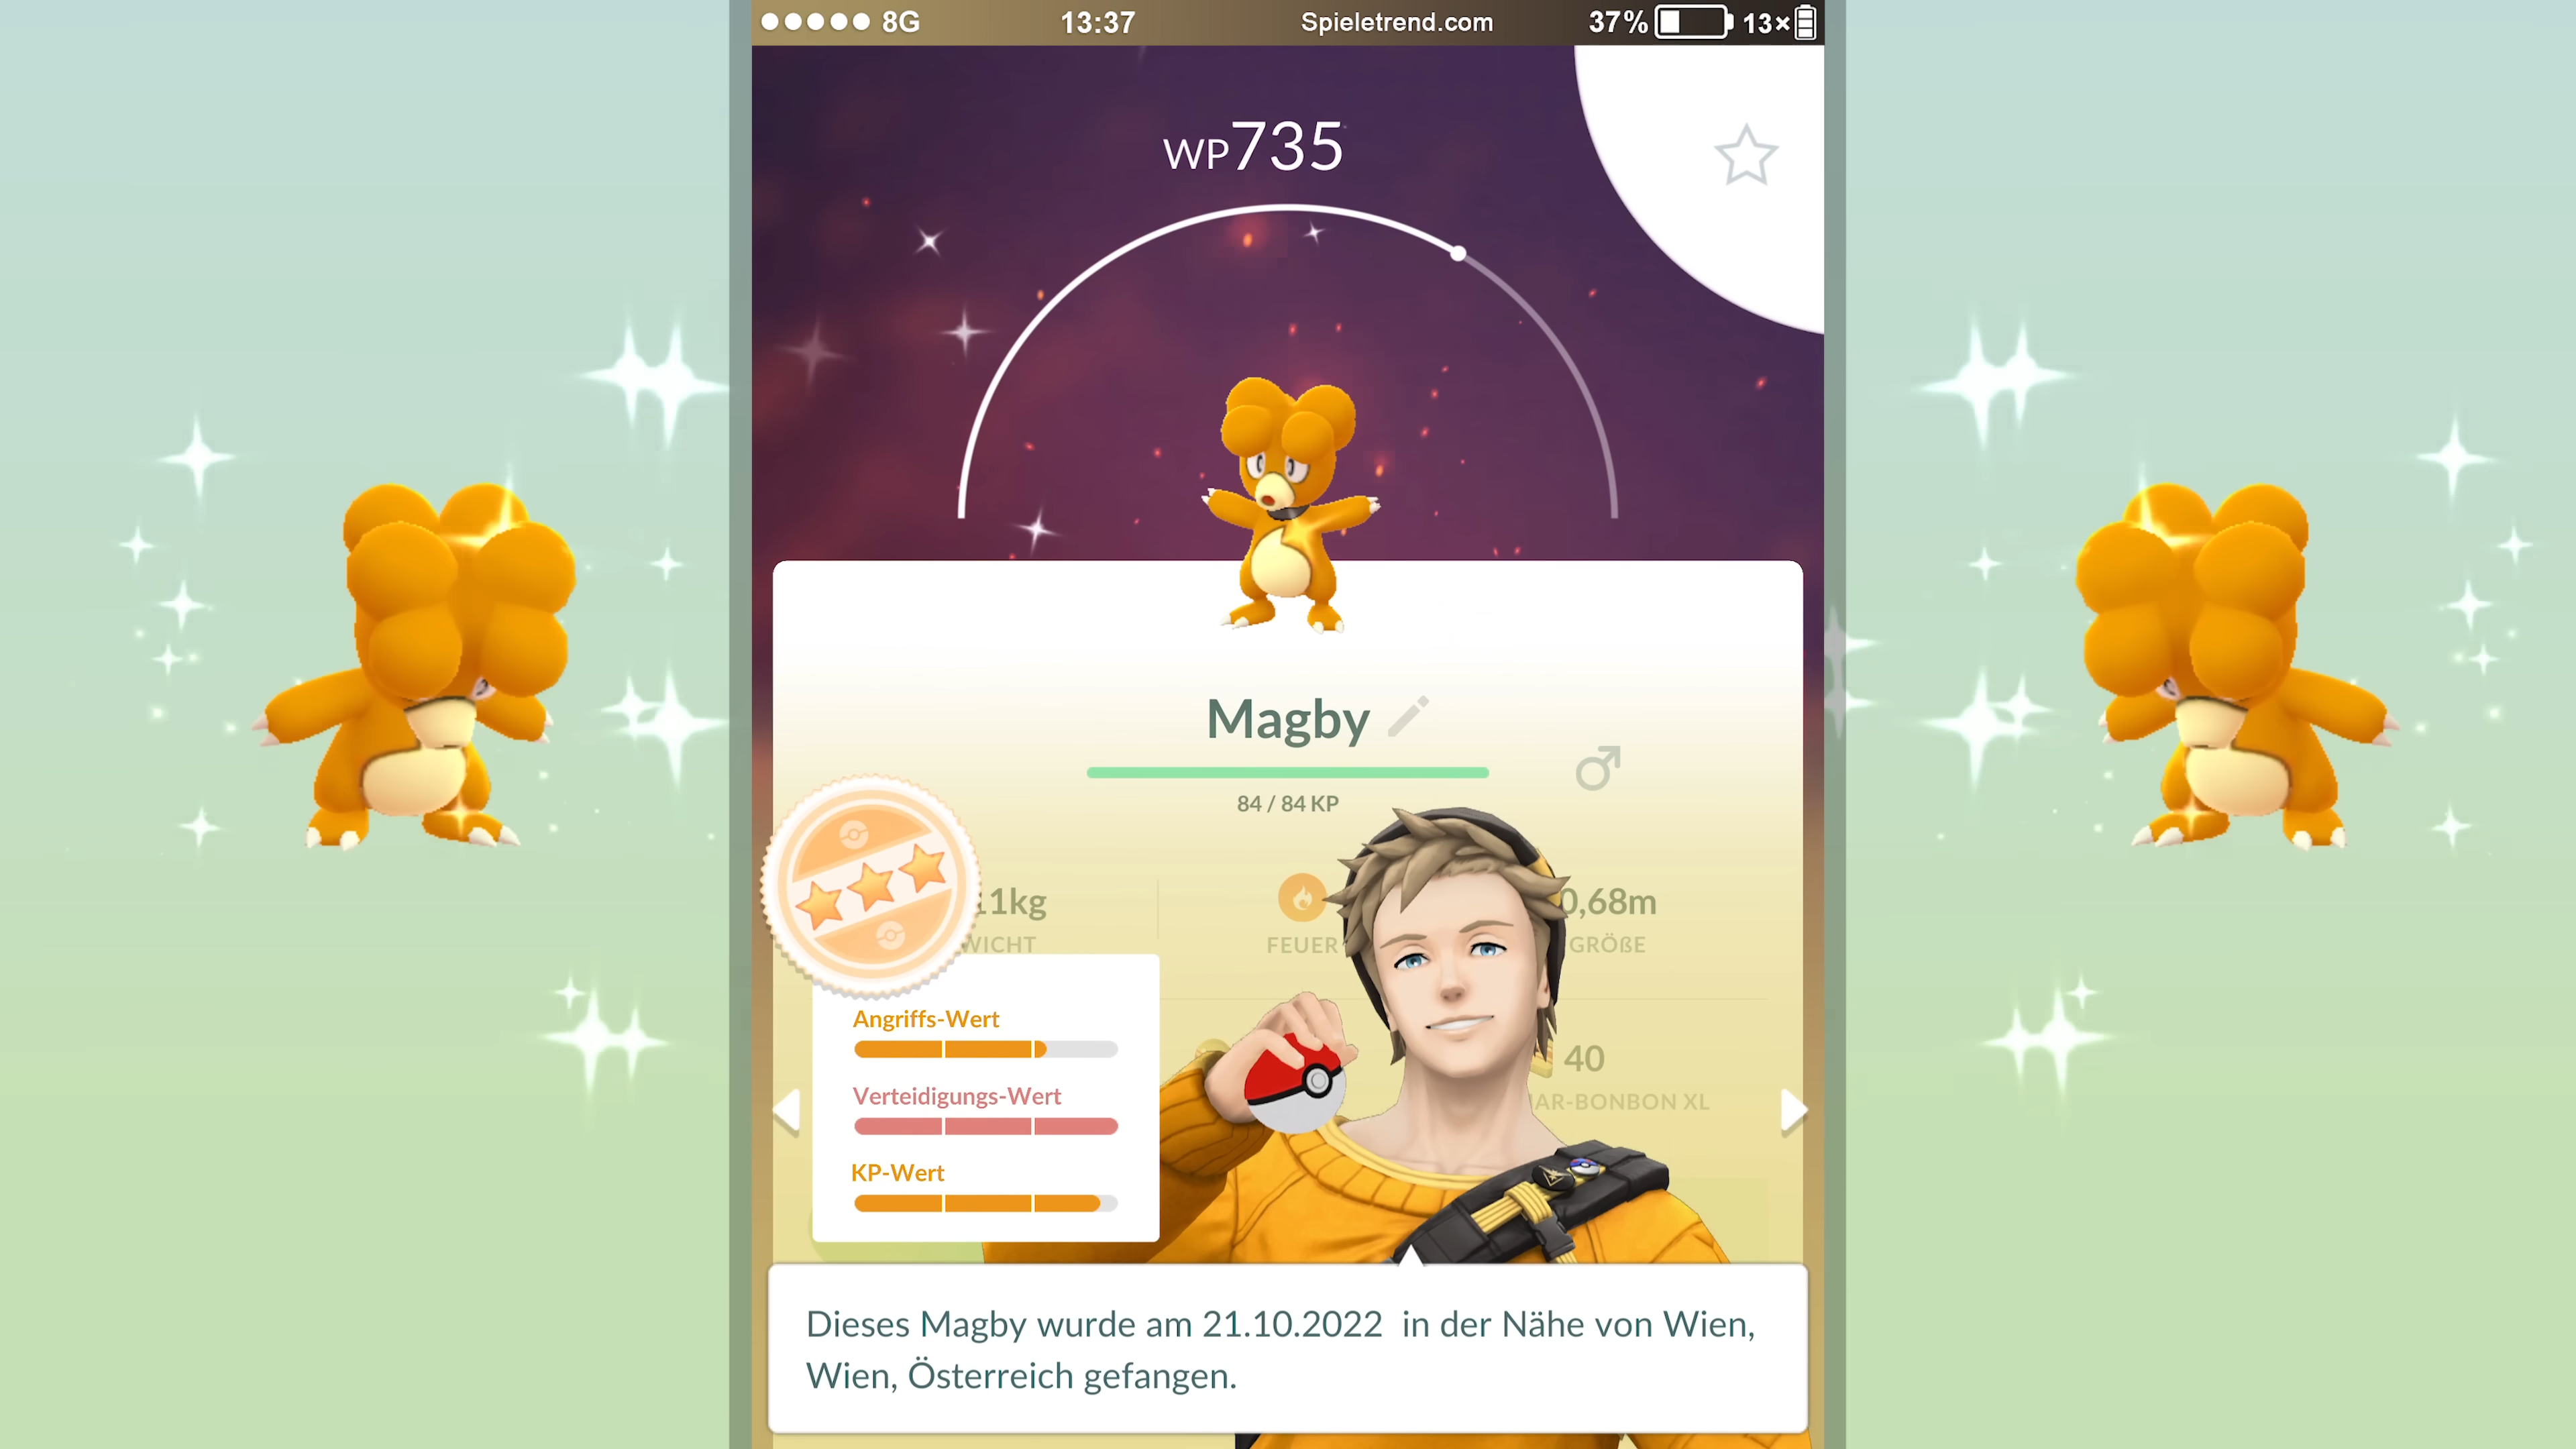 8G 13:37 Spieletrend.com 37% 13×
WP735
Magby
84 / 84 KP
11kg 0,68m
WICHT FEUER GRÖßE
Angriffs-Wert
40
Verteidigungs-Wert
AR-BONBON XL
KP-Wert
Dieses Magby wurde am 21.10.2022 in der Nähe von Wien,
Wien, Österreich gefangen.